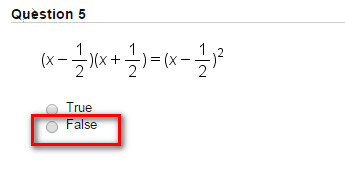 Question 5
(x - 1/2)(x + 1/2) = (x - 1/2)²
True
False